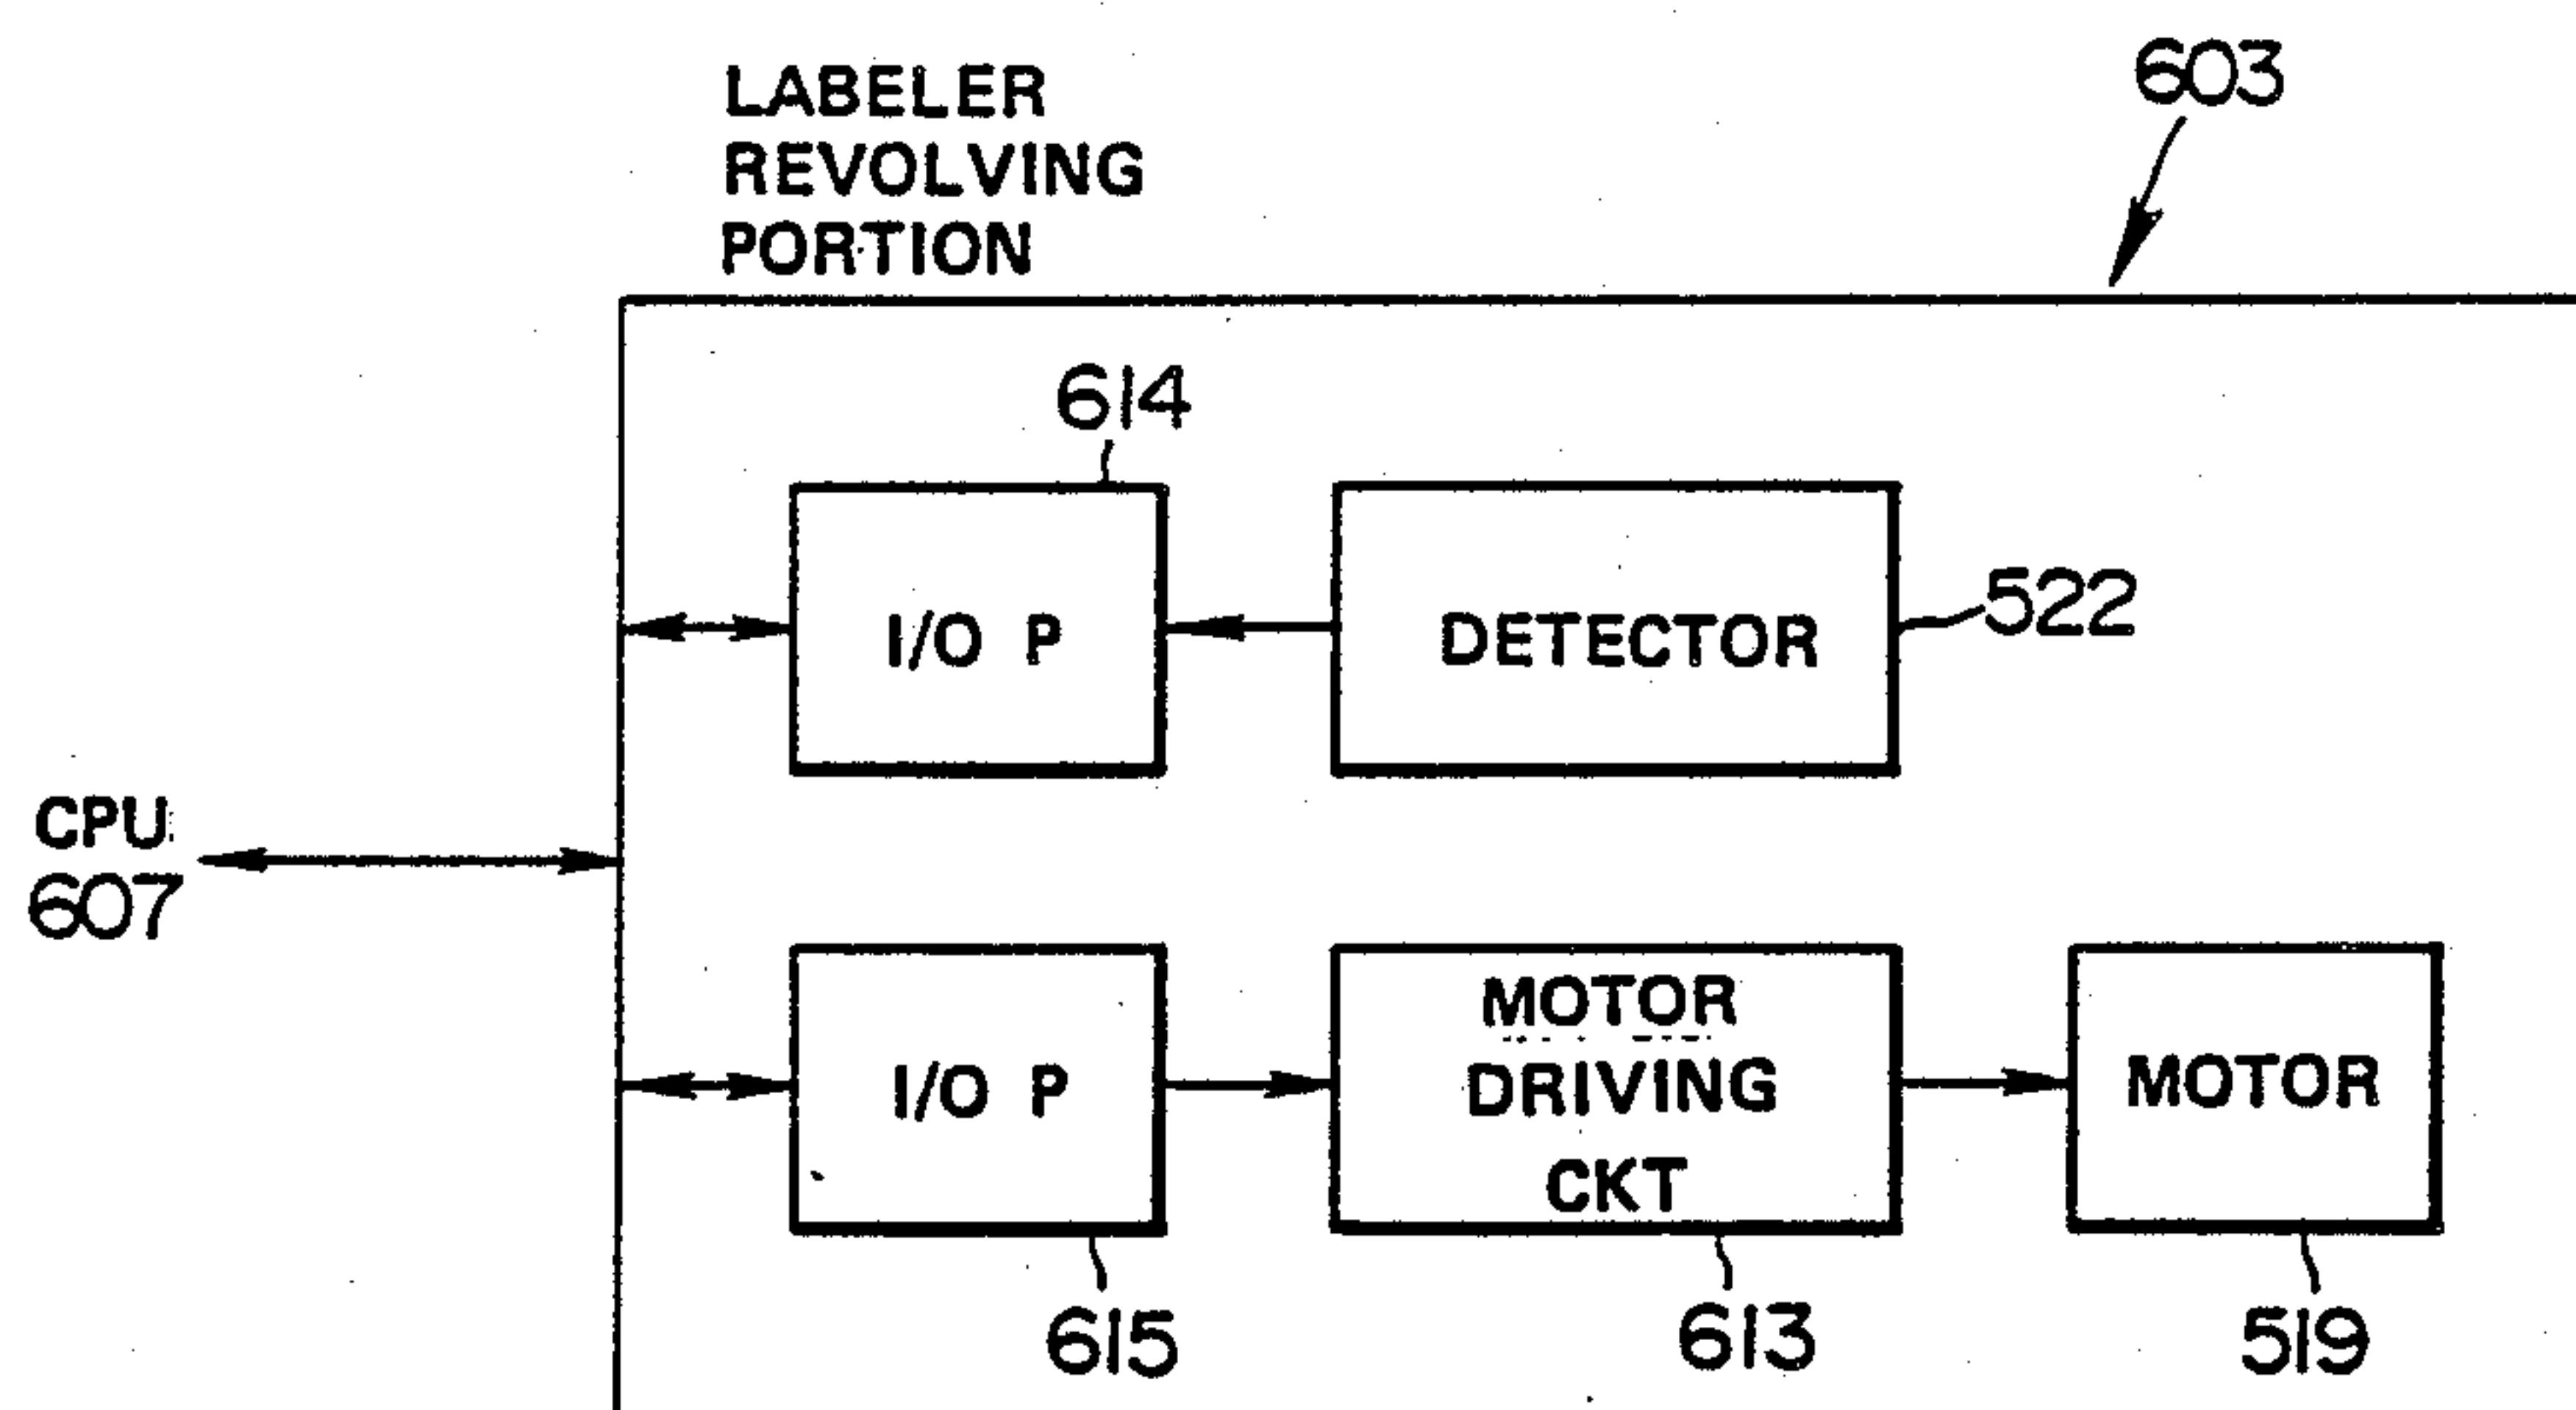 LABELER
REVOLVING
PORTION
603
614
I/O P
DETECTOR
522
CPU
607
I/O P
MOTOR
DRIVING
CKT
MOTOR
615
613
519